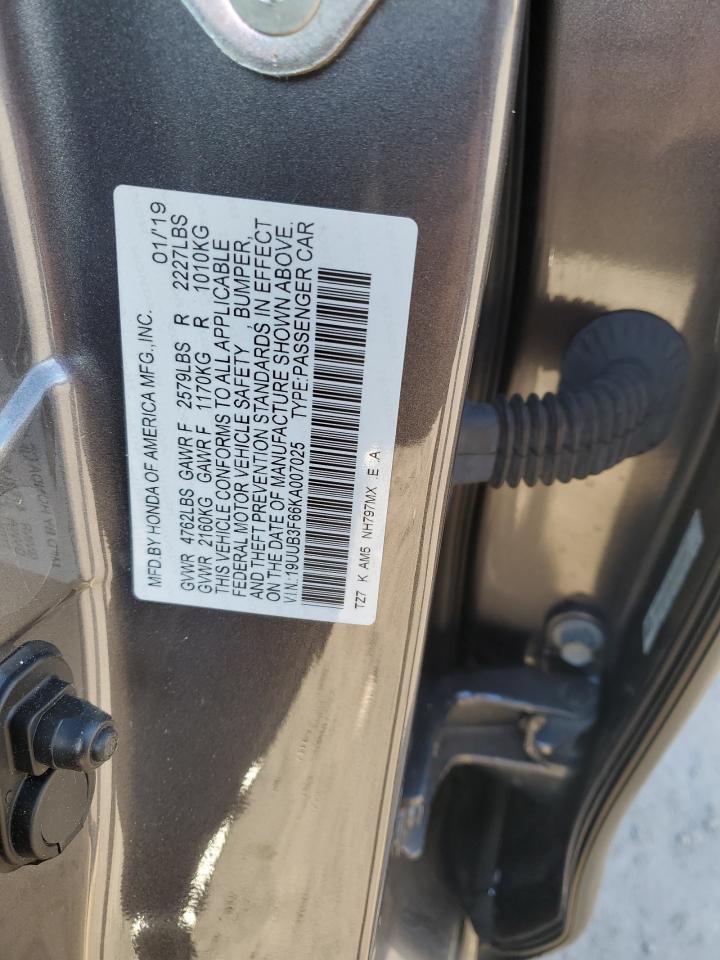 MFD.BY HONDA OF AMERICA MFG.,INC. 01/'19
GVWR 4762LBS GAWR F 2579LBS R 2227LBS
GVWR 2160KG GAWR F 1170KG R 1010KG
THIS VEHICLE CONFORMS TO ALL APPLICABLE
FEDERAL MOTOR VEHICLE SAFETY, BUMPER,
AND THEFT PREVENTION STANDARDS IN EFFECT
ON THE DATE OF MANUFACTURE SHOWN ABOVE.
V.I.N.:19UUB3F66KA007025 TYPE:PASSENGER CAR
TZ7 K AM5 NH797MX E A